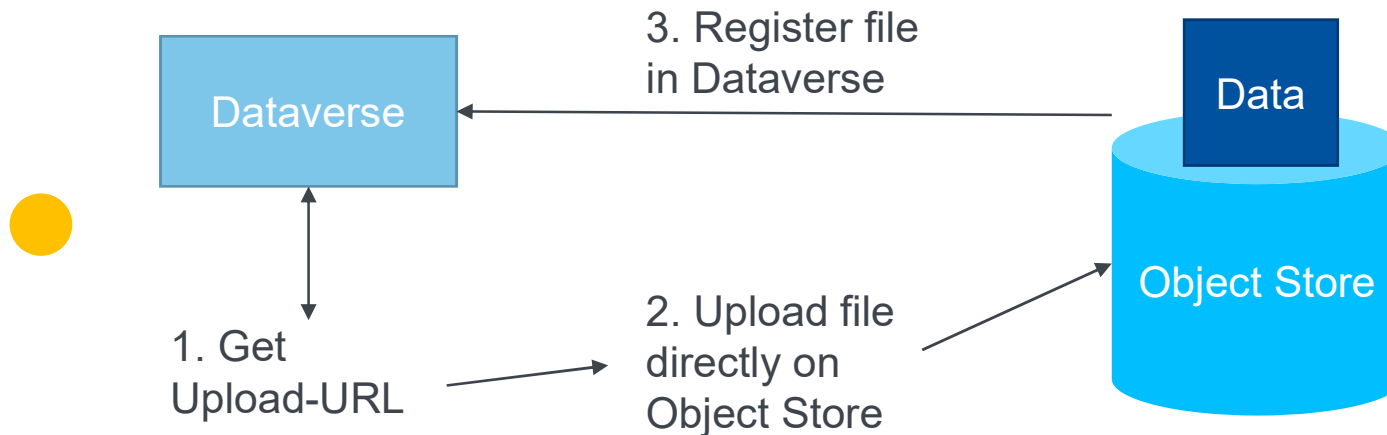 3. Register file
in Dataverse
Data
Dataverse
Object Store
1. Get
Upload-URL
2. Upload file
directly on
Object Store